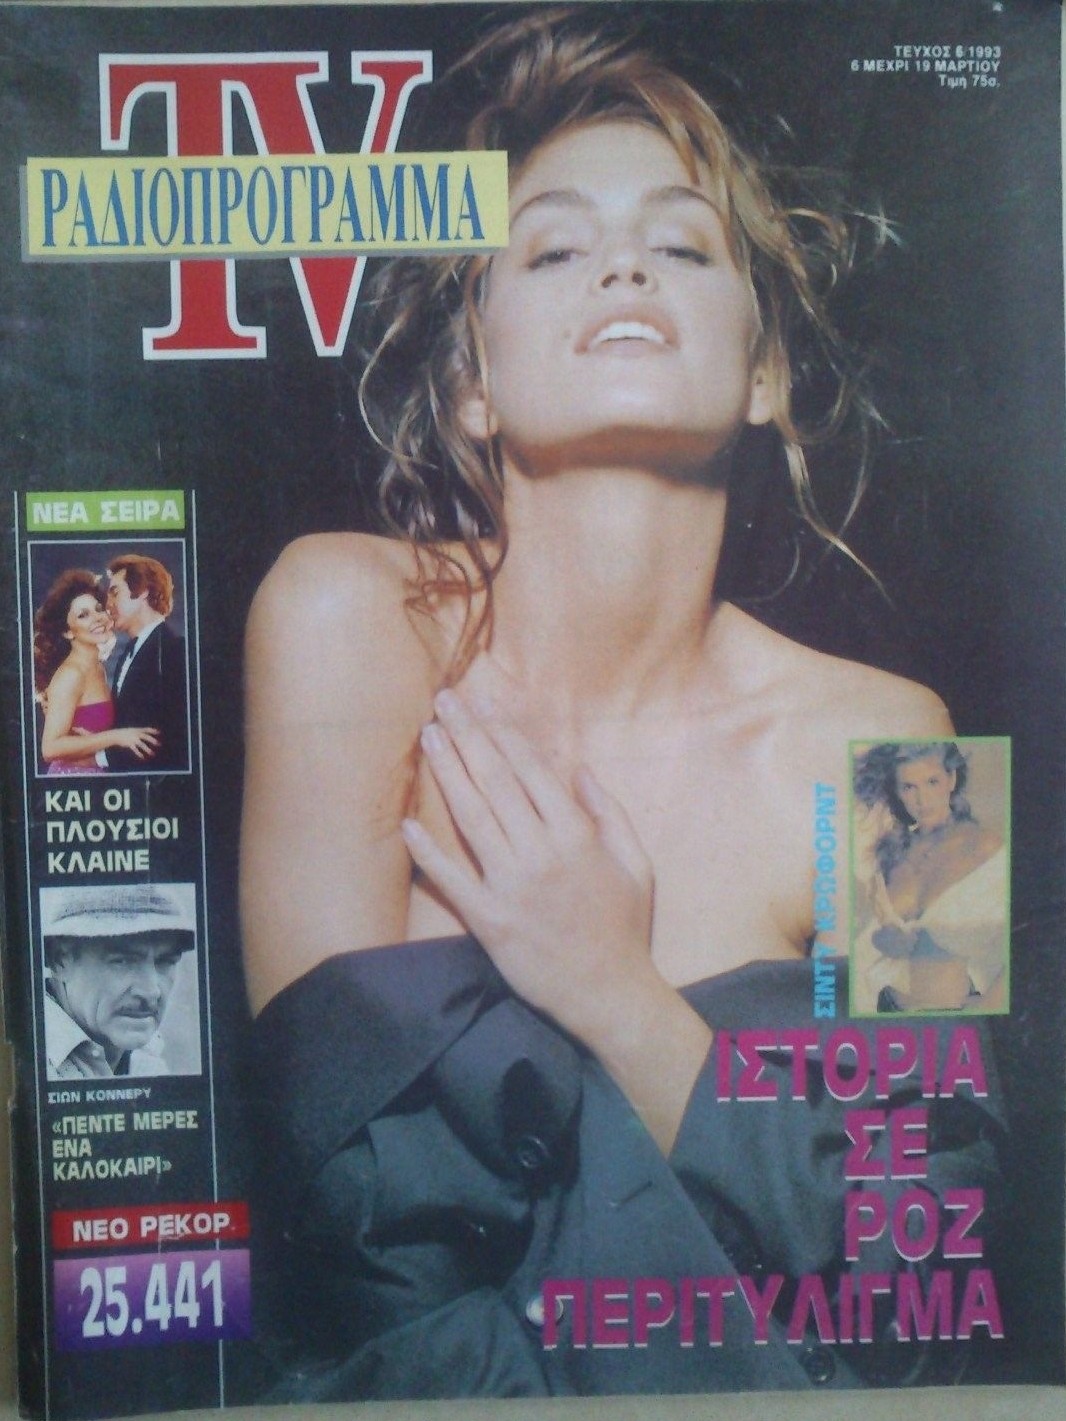 TV
ΡΑΔΙΟΠΡΟΓΡΑΜΜΑ
ΤΕΥΧΟΣ 6 1993
6 ΜΕΧΡΙ 19 ΜΑΡΤΙΟΥ
Τιμή 75σ.
ΝΕΑ ΣΕΙΡΑ
ΚΑΙ ΟΙ
ΠΛΟΥΣΙΟΙ
ΚΛΑΙΝΕ
ΣΙΩΝ ΚΟΝΝΕΡΥ
«ΠΕΝΤΕ ΜΕΡΕΣ
ΕΝΑ
ΚΑΛΟΚΑΙΡΙ»
ΝΕΟ ΡΕΚΟΡ
25.441
ΣΙΝΤΥ ΚΡΩΦΟΡΝΤ
ΙΣΤΟΡΙΑ
ΣΕ
ΡΟΖ
ΠΕΡΙΤΥΛΙΓΜΑ